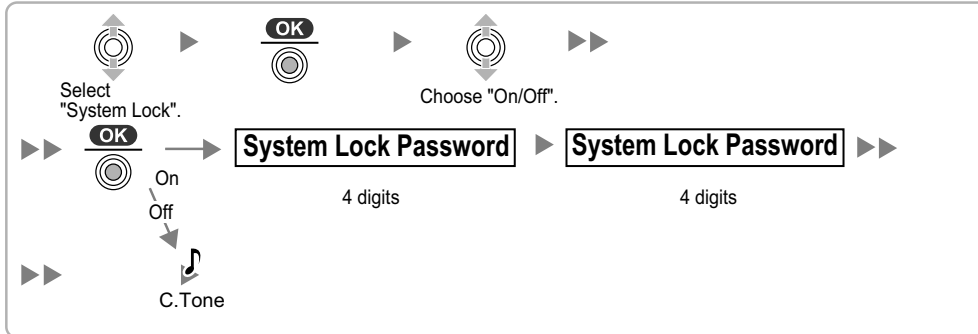 OK
Select
"System Lock".
Choose "On/Off".
OK
System Lock Password
System Lock Password
On
Off
4 digits
4 digits
C.Tone